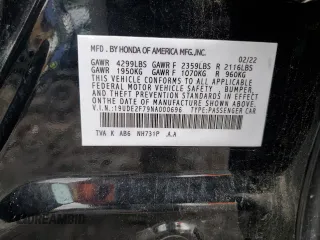 MFD. BY HONDA OF AMERICA MFG.,INC.
02/22
GAWR 4299LBS GAWR F 2359LBS R 2116LBS
GAWR 1950KG GAWR F 1070KG R 960KG
THIS VEHICLE CONFORMS TO ALL APPLICABLE
FEDERAL MOTOR VEHICLE SAFETY,
BUMPER, AND THEFT PREVENTION STANDARDS IN
EFFECT ON THE DATE OF MANUFACTURE SHOWN ABOVE.
V.I.N.:19UDE2F79NA000696 TYPE:PASSENGER CAR
TVA K AB6 NH731P